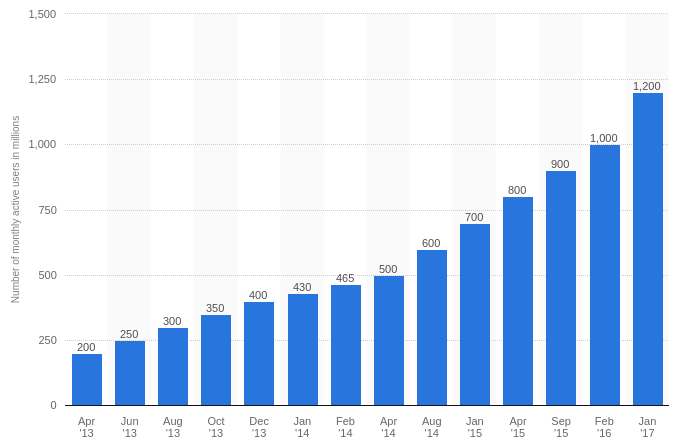 1,500
1,250
1,000
750
500
250
0
Number of monthly active users in millions
200
250
300
350
400
430
465
500
600
700
800
900
1,000
1,200
Apr '13
Jun '13
Aug '13
Oct '13
Dec '13
Jan '14
Feb '14
Apr '14
Aug '14
Jan '15
Apr '15
Sep '15
Feb '16
Jan '17